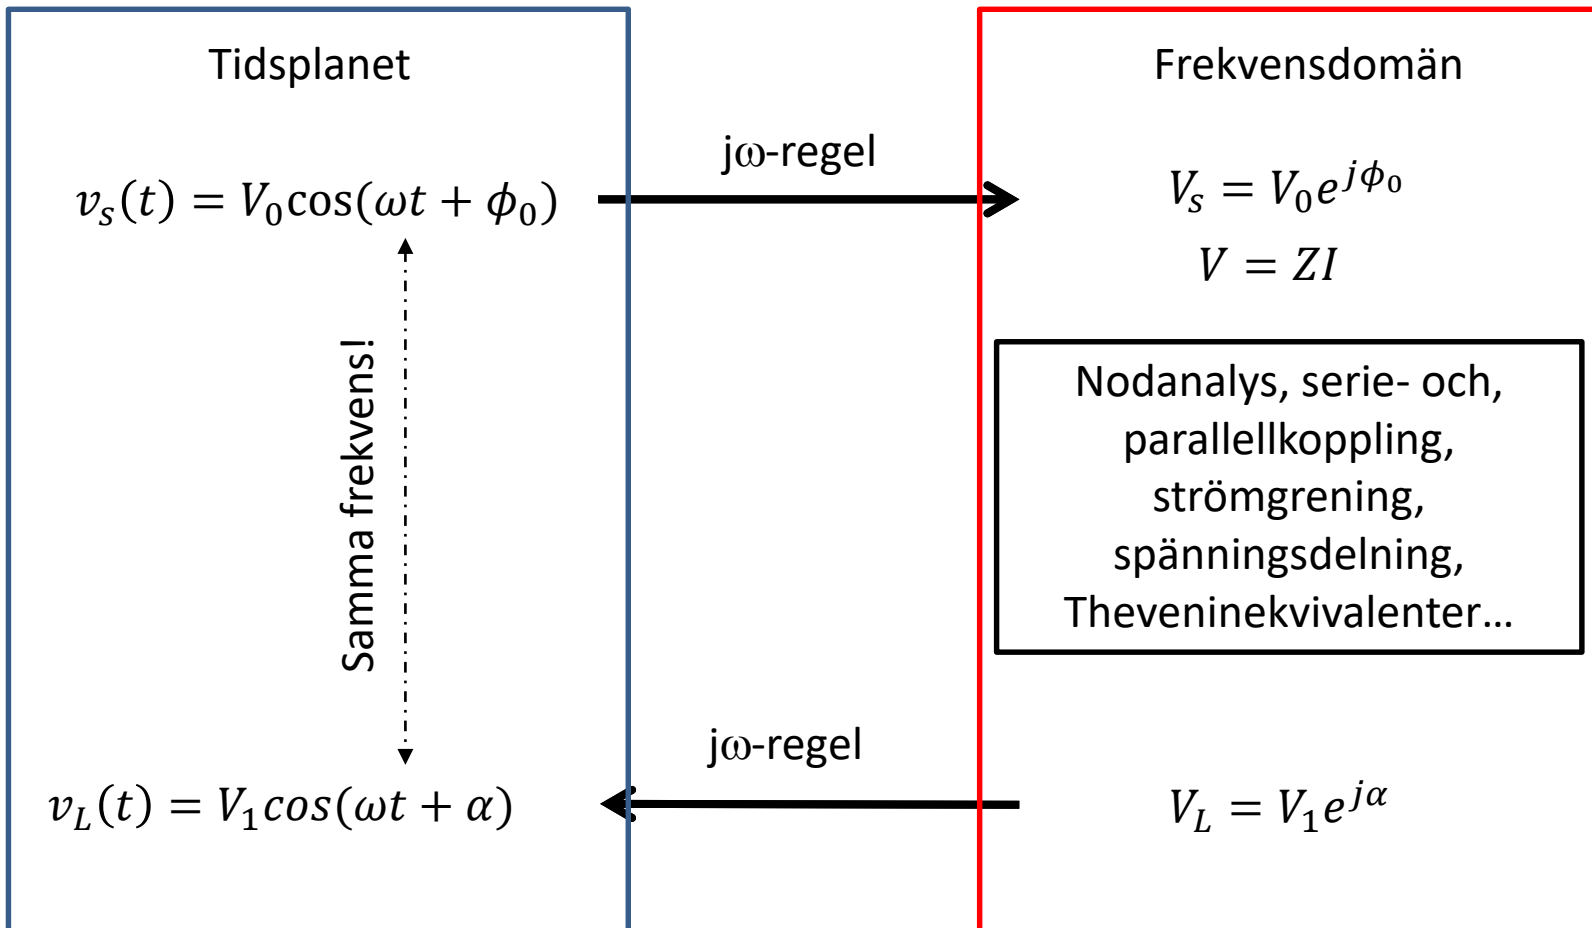 Tidsplanet
Frekvensdomän
jω-regel
v_s(t) = V_0cos(ωt + ϕ_0)
V_s = V_0e^{jϕ_0}
V = ZI
Samma frekvens!
Nodanalys, serie- och,
parallellkoppling,
strömgrening,
spänningsdelning,
Theveninekvivalenter…
jω-regel
v_L(t) = V_1cos(ωt + α)
V_L = V_1e^{jα}